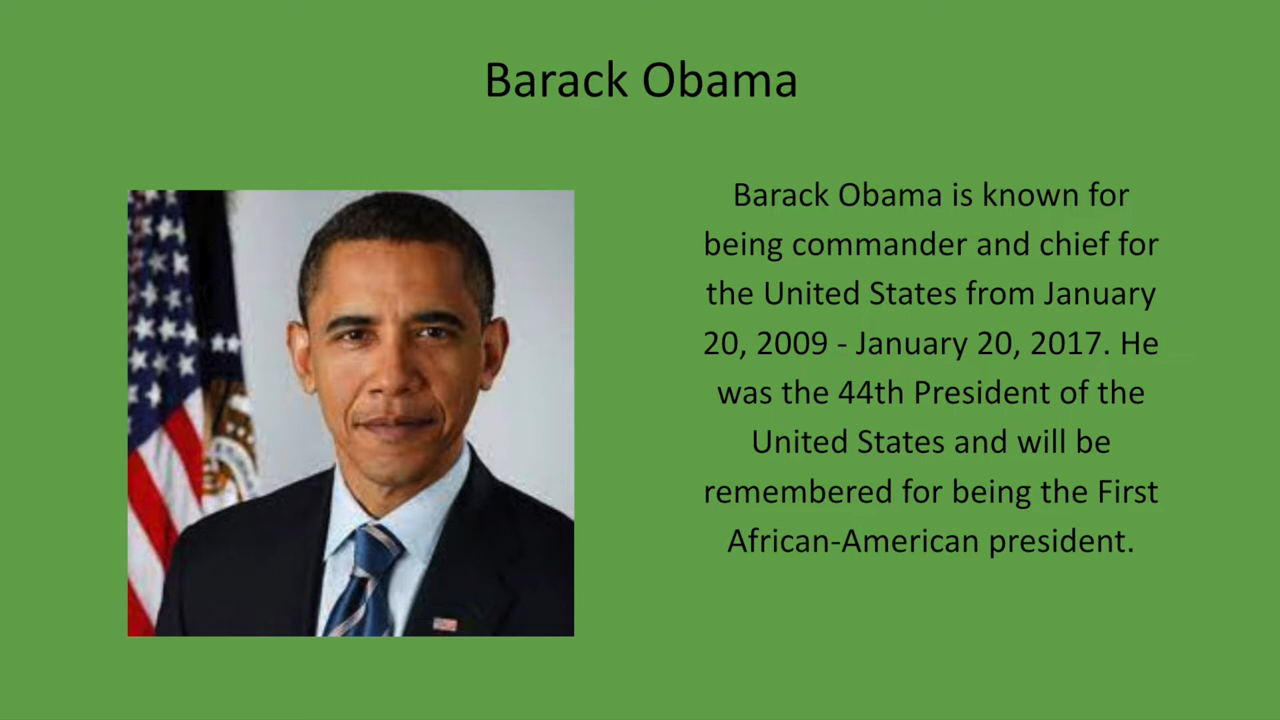 Barack Obama
Barack Obama is known for
being commander and chief for
the United States from January
20, 2009 - January 20, 2017. He
was the 44th President of the
United States and will be
remembered for being the First
African-American president.